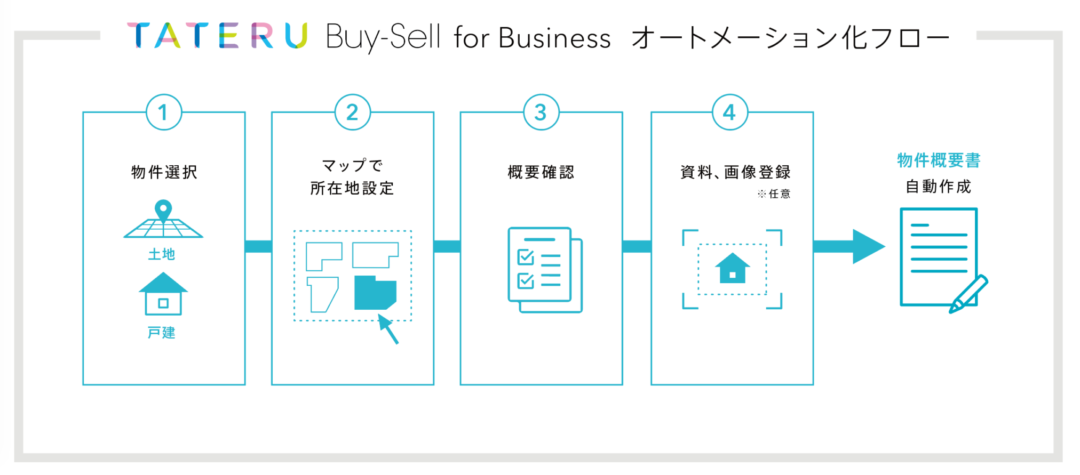 TATERU Buy-Sell for Business オートメーション化フロー
1
物件選択
土地
戸建
2
マップで
所在地設定
3
概要確認
4
資料、画像登録
※任意
物件概要書
自動作成